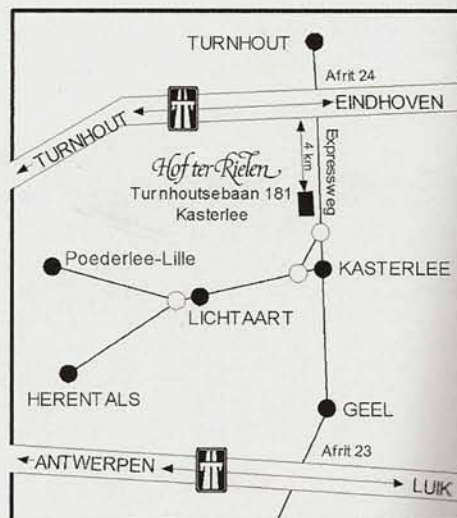 TURNHOUT
Afrit 24
EINDHOVEN
TURNHOUT
4 km.
Expressweg
Hof ter Rielen
Turnhoutsebaan 181
Kasterlee
Poederlee-Lille
KASTERLEE
LICHTAART
HERENTALS
GEEL
Afrit 23
ANTWERPEN
LUIK